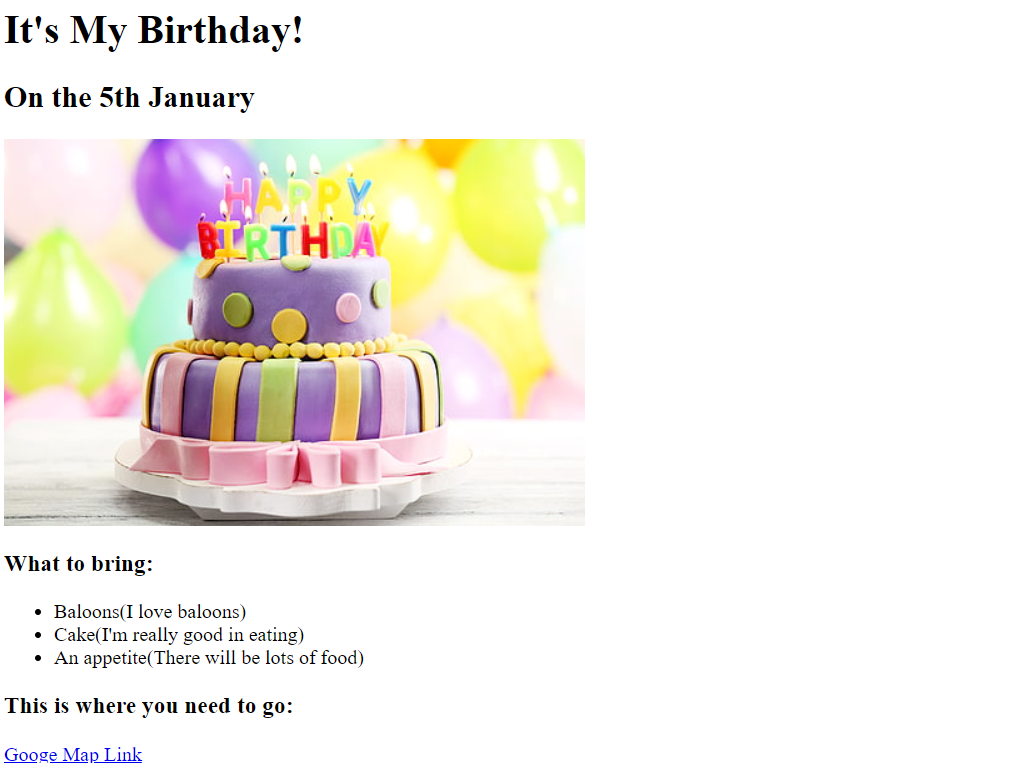 It's My Birthday!
On the 5th January
HAPPY
BIRTHDAY
What to bring:
Baloons(I love baloons)
Cake(I'm really good in eating)
An appetite(There will be lots of food)
This is where you need to go:
Googe Map Link